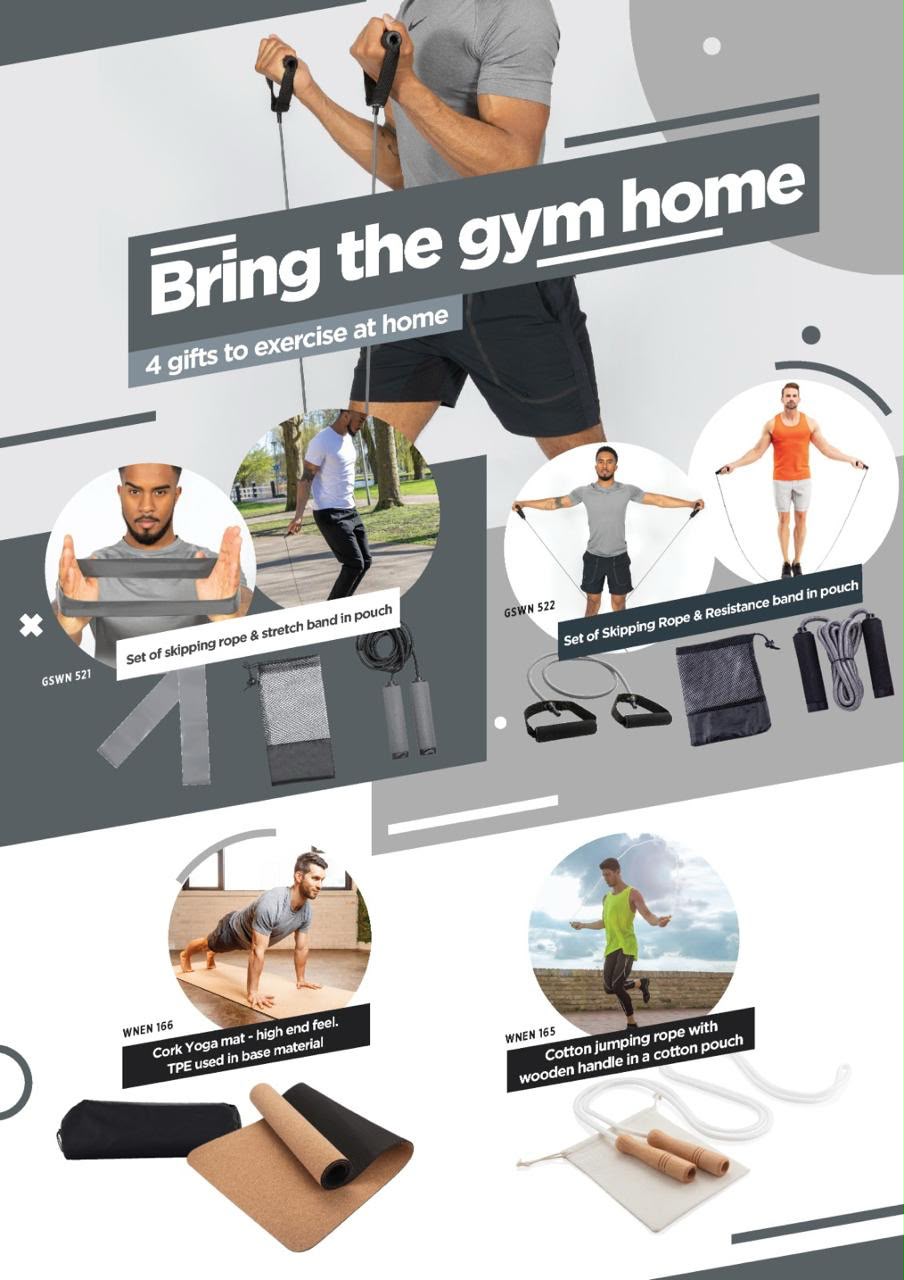 Bring the gym home
4 gifts to exercise at home
GSWN 521
Set of skipping rope & stretch band in pouch
GSWN 522
Set of Skipping Rope & Resistance band in pouch
WNEN 166
Cork Yoga mat - high end feel.
TPE used in base material
WNEN 165
Cotton jumping rope with
wooden handle in a cotton pouch